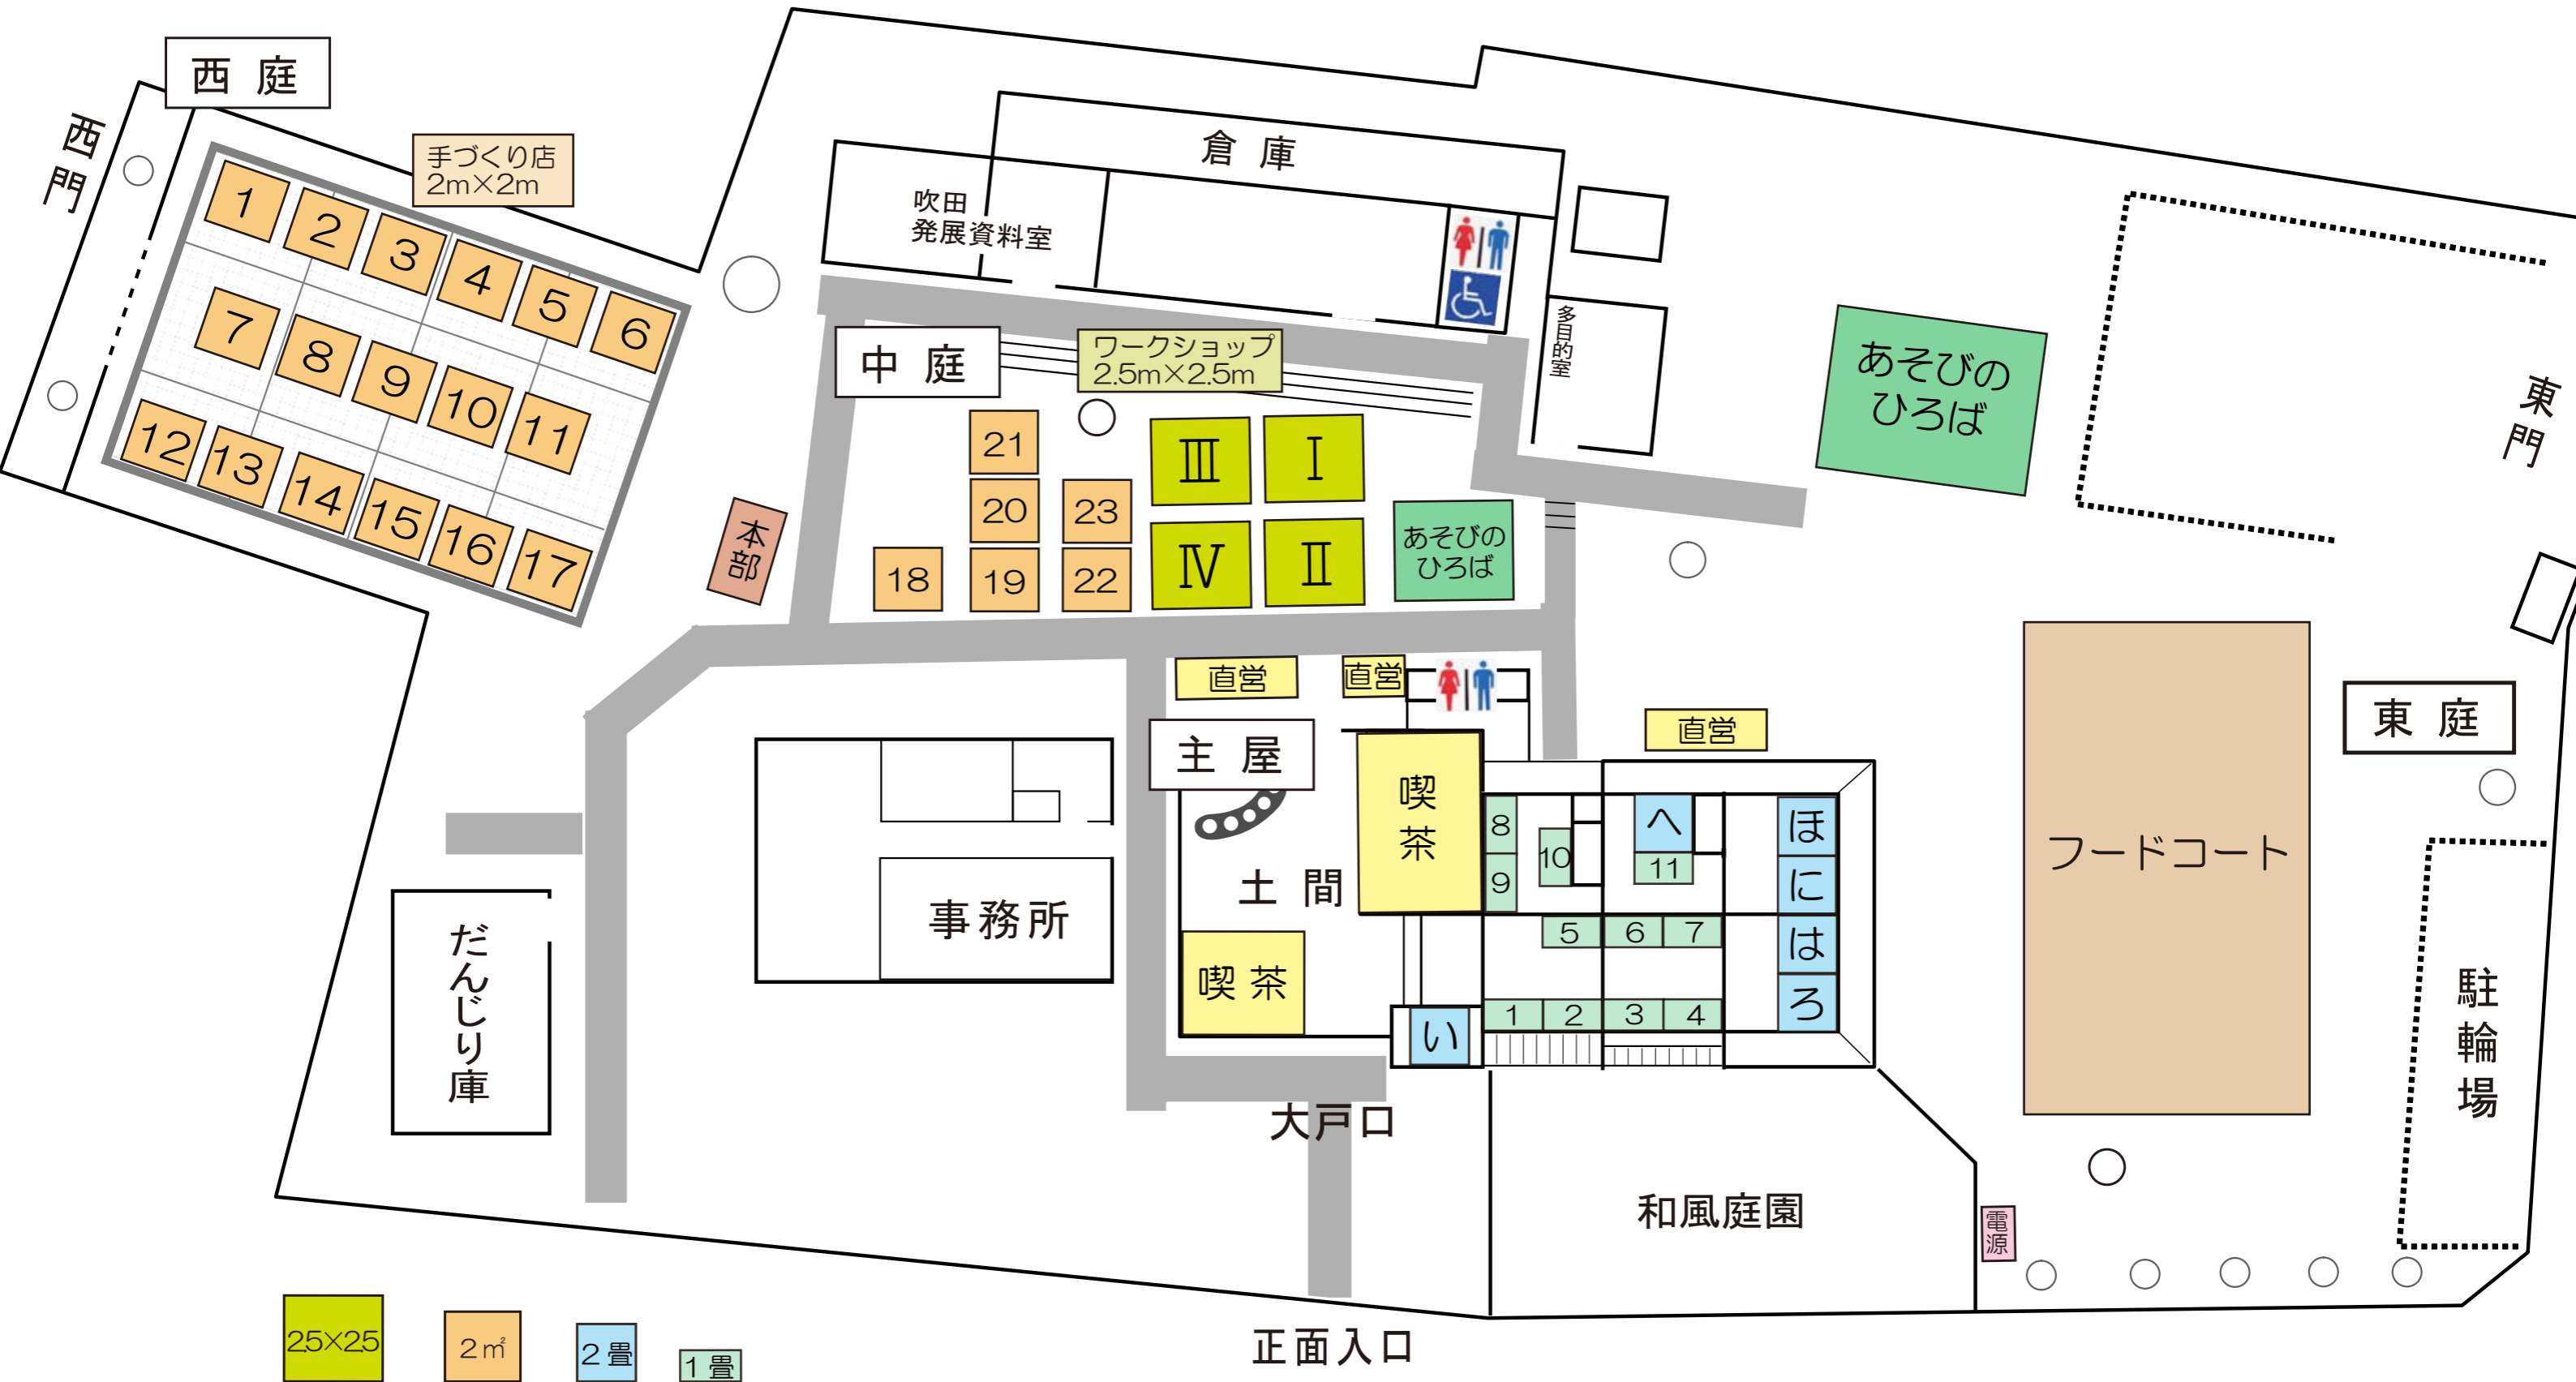 西 庭
西門
手づくり店
2m×2m
1
2
3
4
5
6
7
8
9
10
11
12
13
14
15
16
17
倉 庫
吹田
発展資料室
多目的室
中 庭
ワークショップ
2.5m×2.5m
21
20
23
18
19
22
Ⅲ
Ⅰ
Ⅳ
Ⅱ
あそびの
ひろば
あそびの
ひろば
東門
本部
直営
直営
直営
主 屋
喫茶
土 間
喫 茶
事務所
だんじり庫
8
9
10
へ
11
ほ
に
は
ろ
5
6
7
1
2
3
4
い
フードコート
東 庭
駐輪場
大戸口
和風庭園
電源
正面入口
25×25
2㎡
2畳
1畳